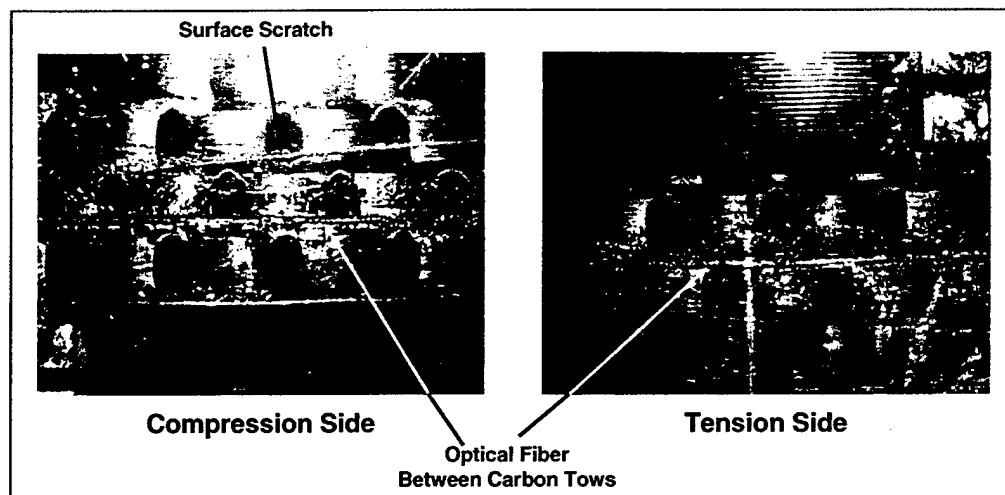 Surface Scratch
Compression Side
Tension Side
Optical Fiber
Between Carbon Tows